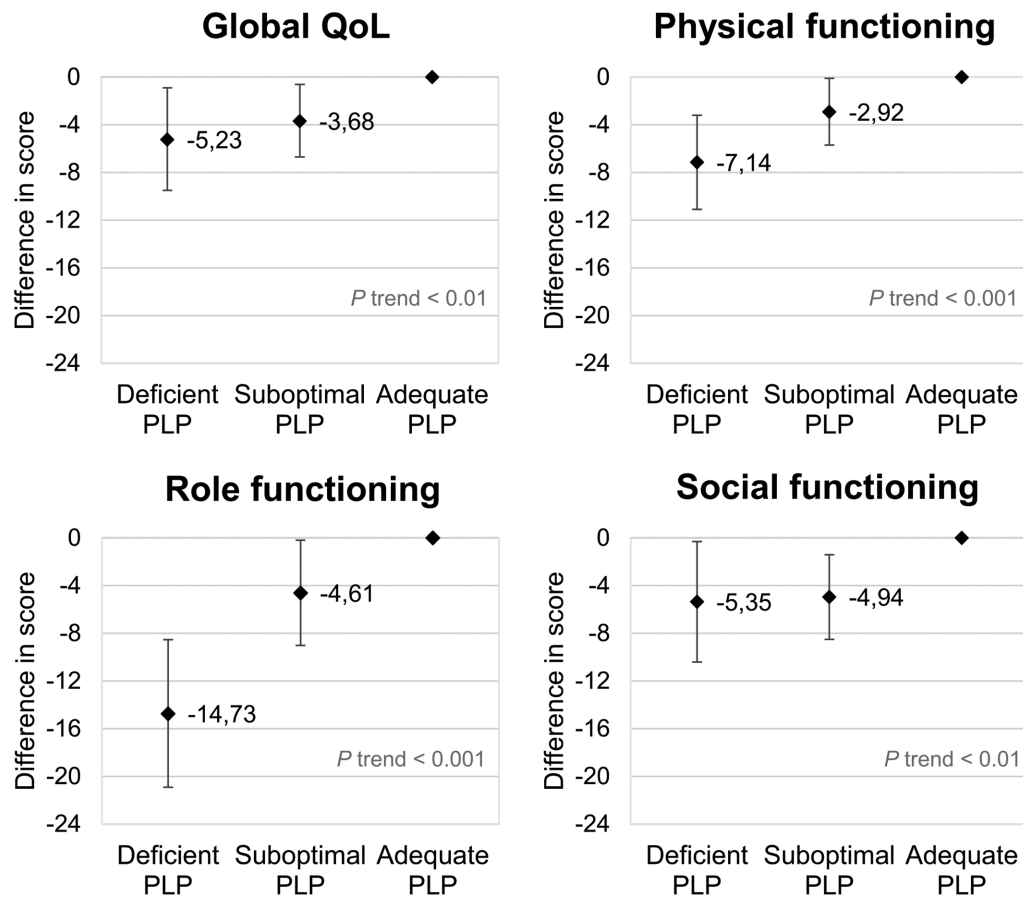 Global QoL
Difference in score
0
-4
-8
-12
-16
-20
-24
-5,23
-3,68
P trend < 0.01
Deficient PLP
Suboptimal PLP
Adequate PLP
Physical functioning
Difference in score
0
-4
-8
-12
-16
-20
-24
-7,14
-2,92
P trend < 0.001
Deficient PLP
Suboptimal PLP
Adequate PLP
Role functioning
Difference in score
0
-4
-8
-12
-16
-20
-24
-14,73
-4,61
P trend < 0.001
Deficient PLP
Suboptimal PLP
Adequate PLP
Social functioning
Difference in score
0
-4
-8
-12
-16
-20
-24
-5,35
-4,94
P trend < 0.01
Deficient PLP
Suboptimal PLP
Adequate PLP